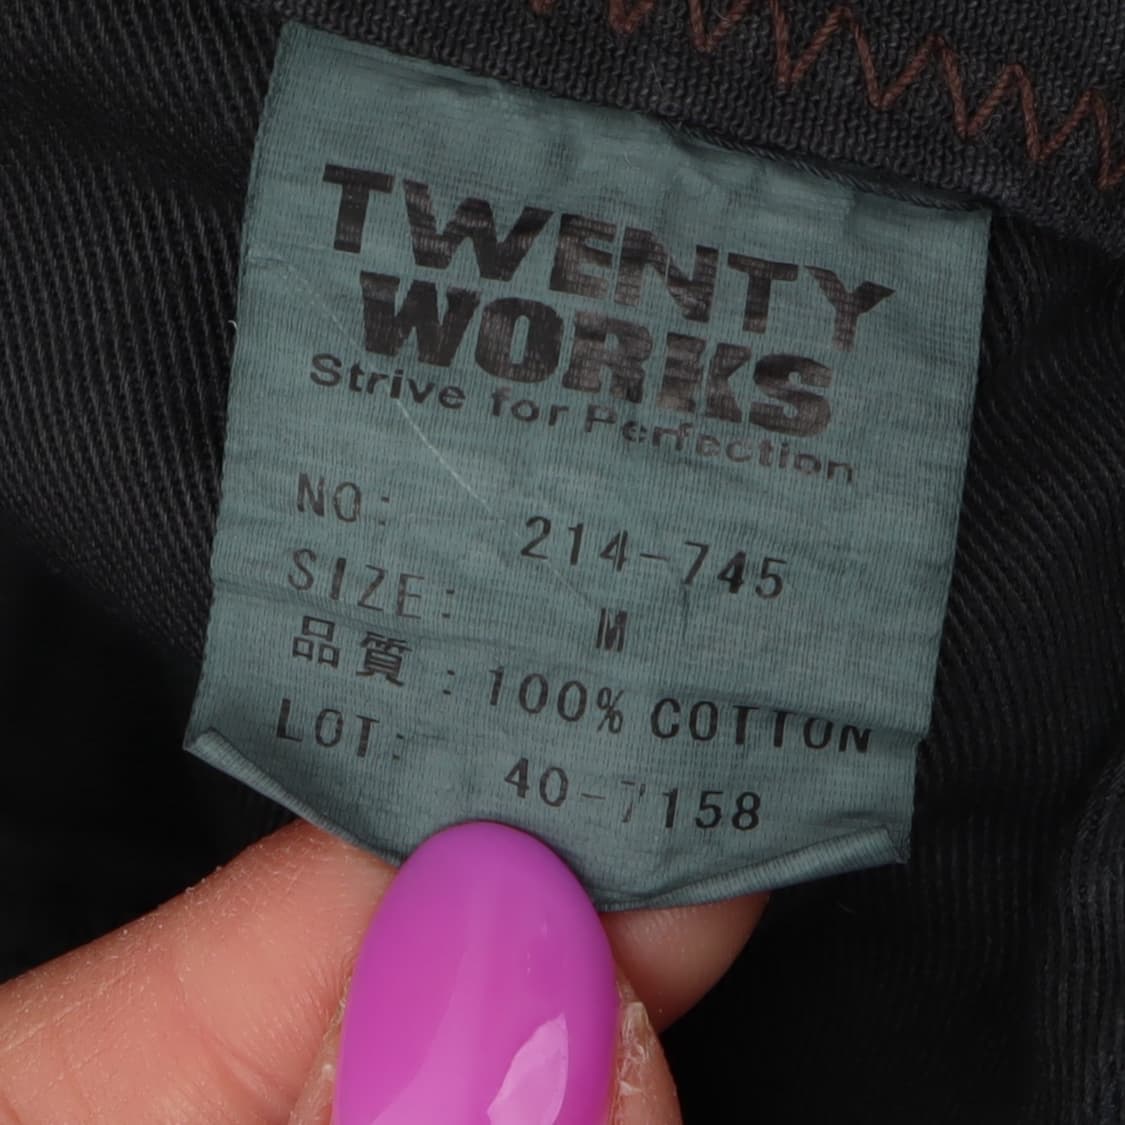 TWENTY
WORKS
Strive for Perfection
NO: 214-745
SIZE: M
品質: 100% COTTON
LOT: 40-7158